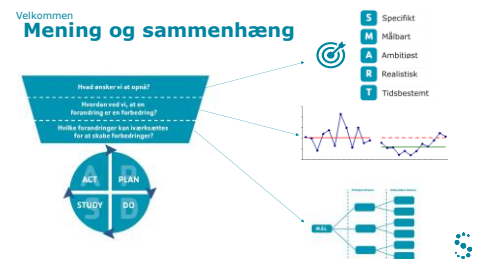 Velkommen
Mening og sammenhæng
S Specifikt
M Målbart
A Ambitiøst
R Realistisk
T Tidsbestemt
Hvad ønsker vi at opnå?
Hvordan ved vi, at en
forandring er en forbedring?
Hvilke forandringer kan iværksættes
for at skabe forbedringer?
A P
ACT PLAN
STUDY DO
S D
MÅL